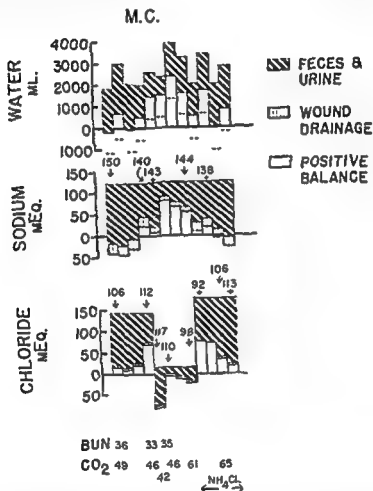 M.C.
WATER ML.
4000
3000
2000
1000
0
1000
FECES & URINE
WOUND DRAINAGE
POSITIVE BALANCE
150 140 143 144 138
SODIUM MEQ.
150
100
50
0
50
106 112 117 110 98 92 106 113
CHLORIDE MEQ.
150
100
50
0
50
BUN 36 33 35
CO2 49 46 46 61 65
42 NH4CL